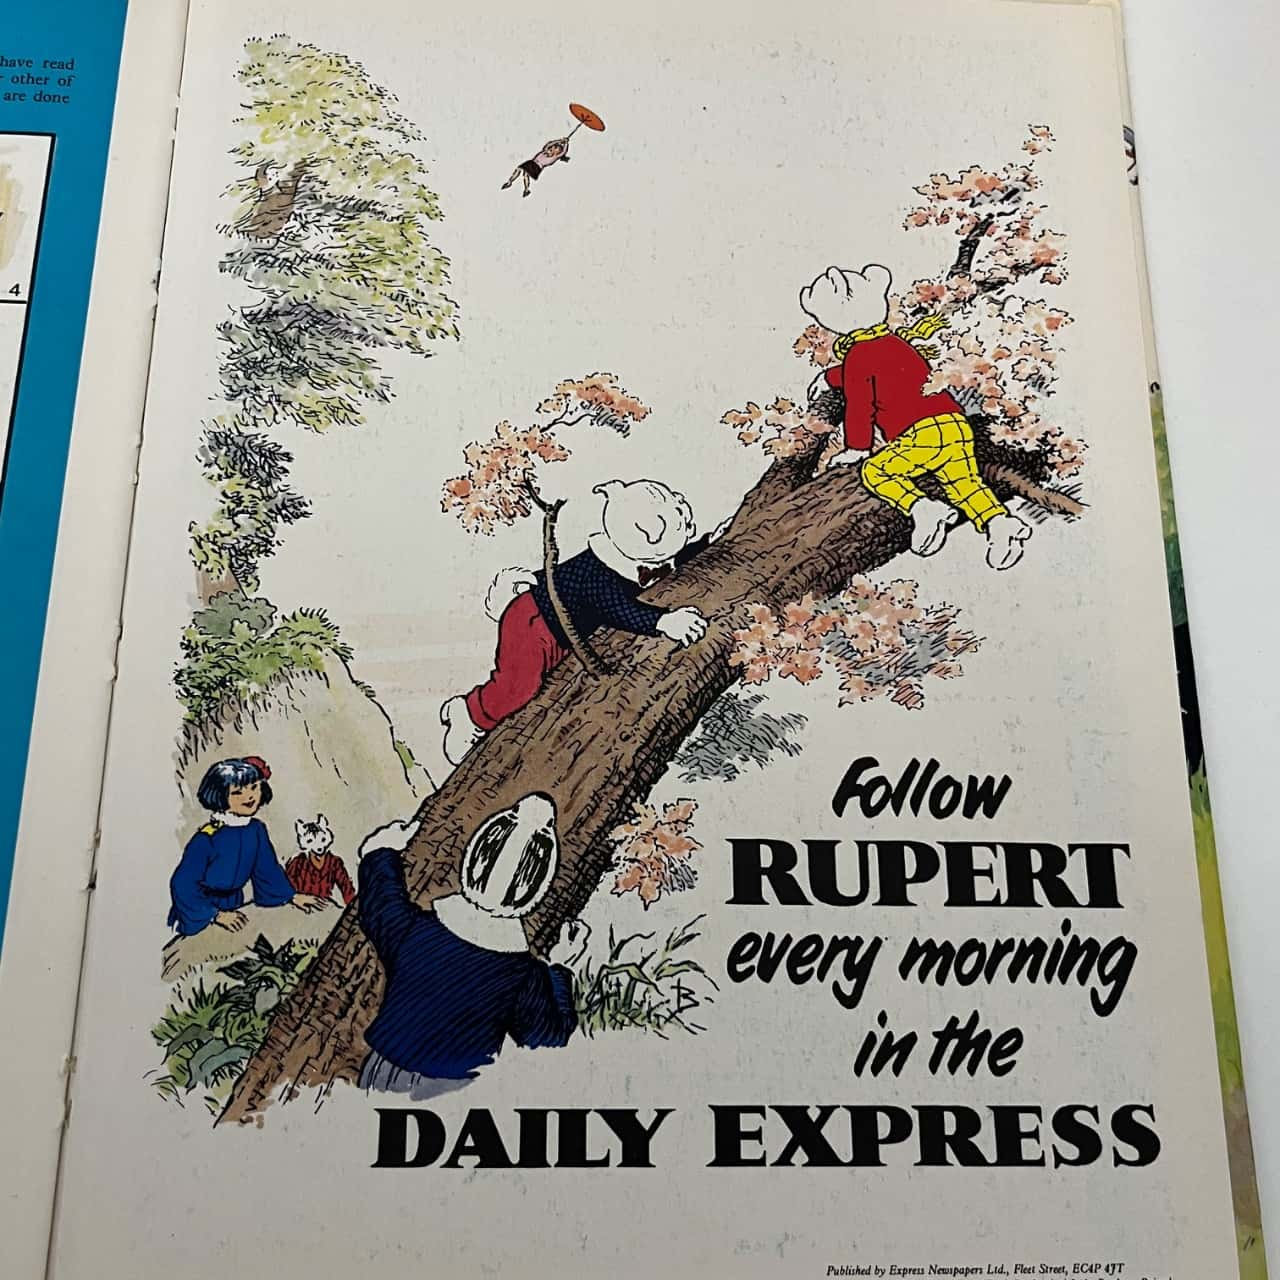 have read
other of
are done
4
Follow
RUPERT
every morning
in the
DAILY EXPRESS
B
Published by Express Newspapers Ltd., Fleet Street, EC4P 4JT